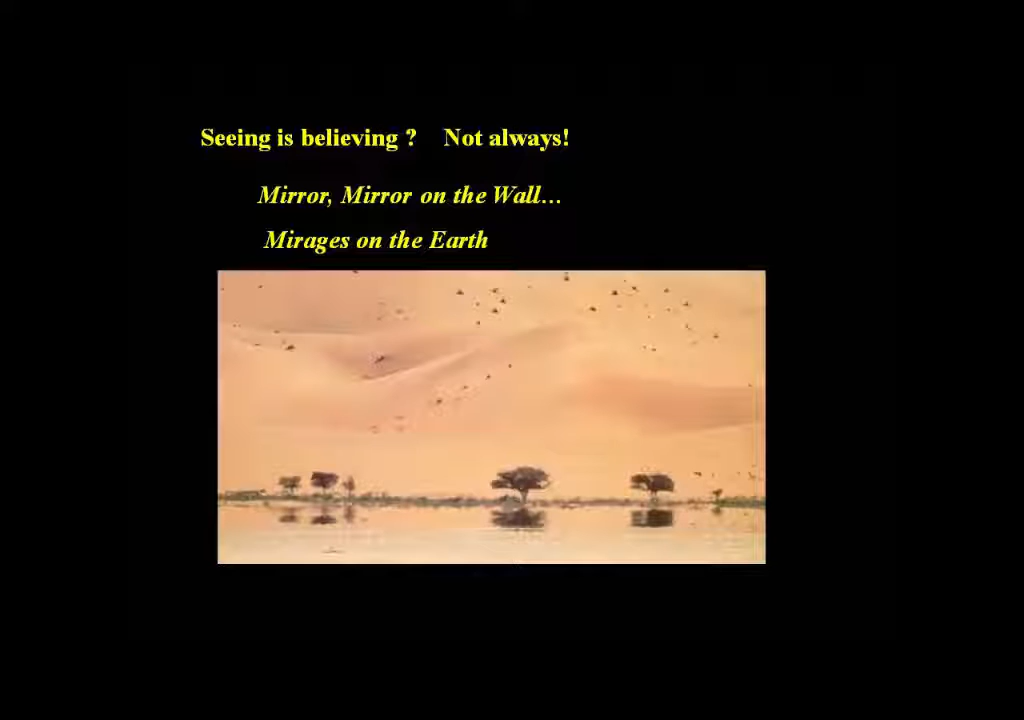 Seeing is believing ? Not always!
Mirror, Mirror on the Wall…
Mirages on the Earth